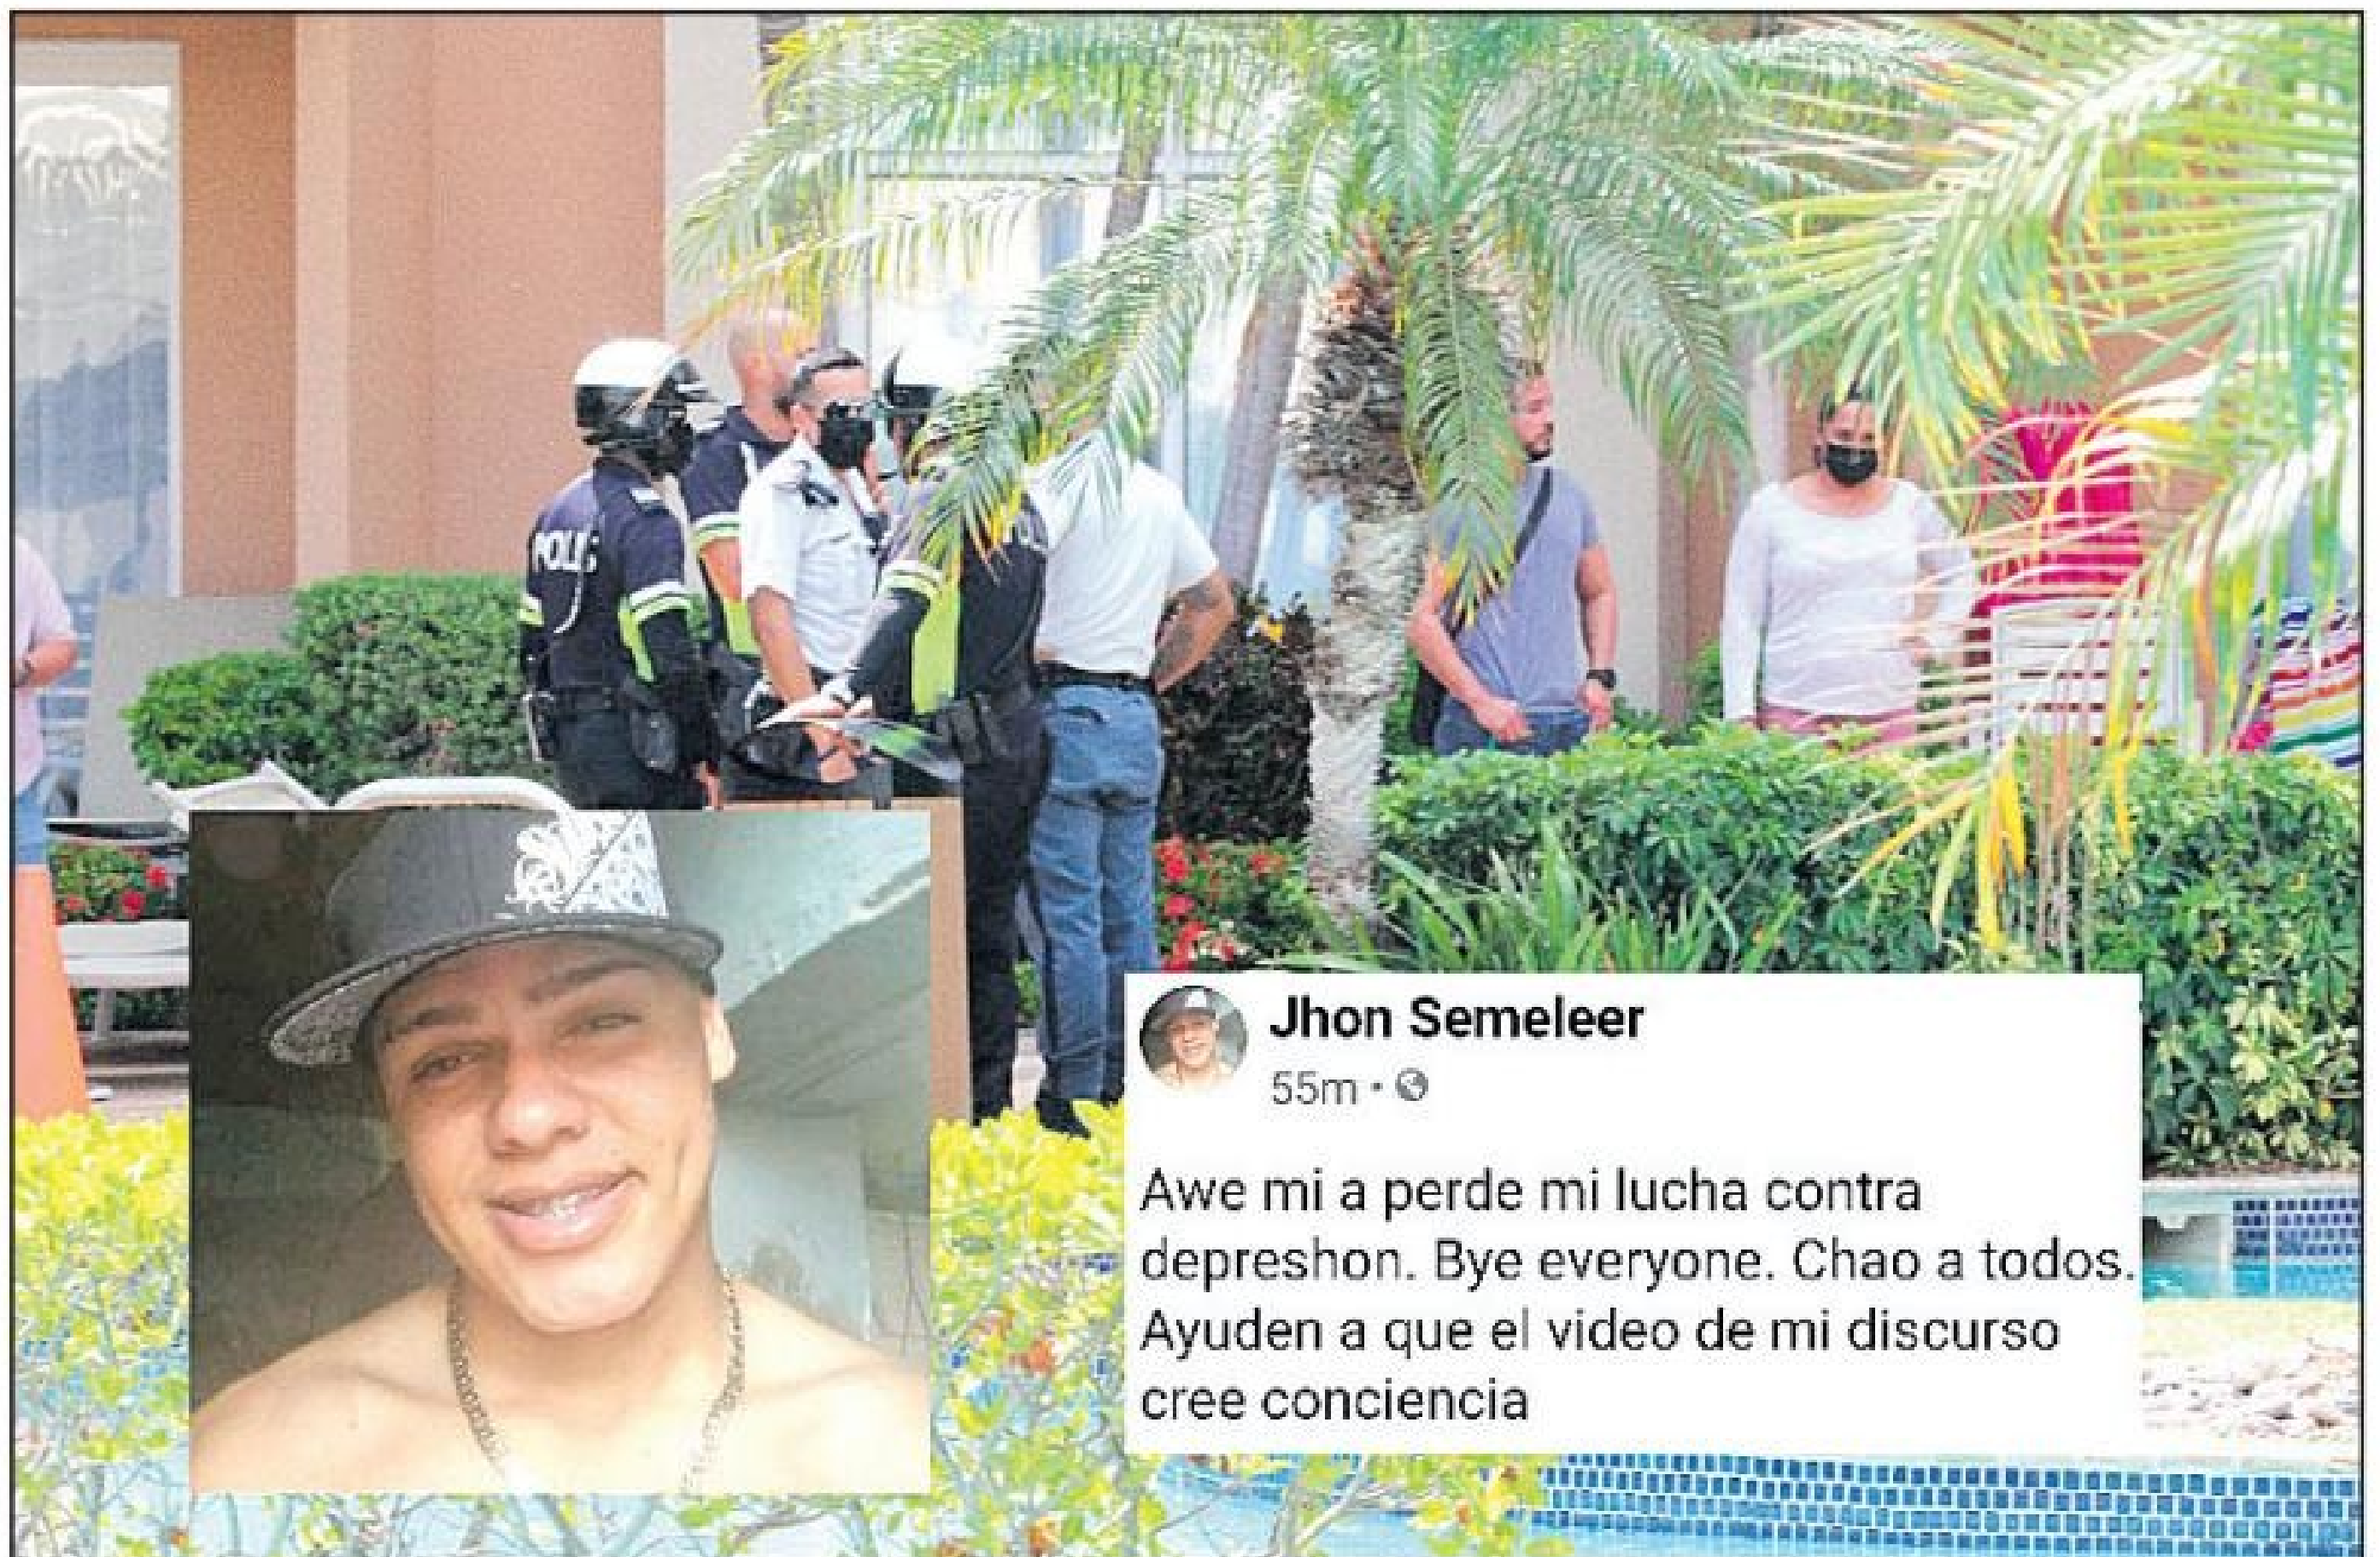 POLIS
Jhon Semeleer
55m
Awe mi a perde mi lucha contra
depreshon. Bye everyone. Chao a todos.
Ayuden a que el video de mi discurso
cree conciencia